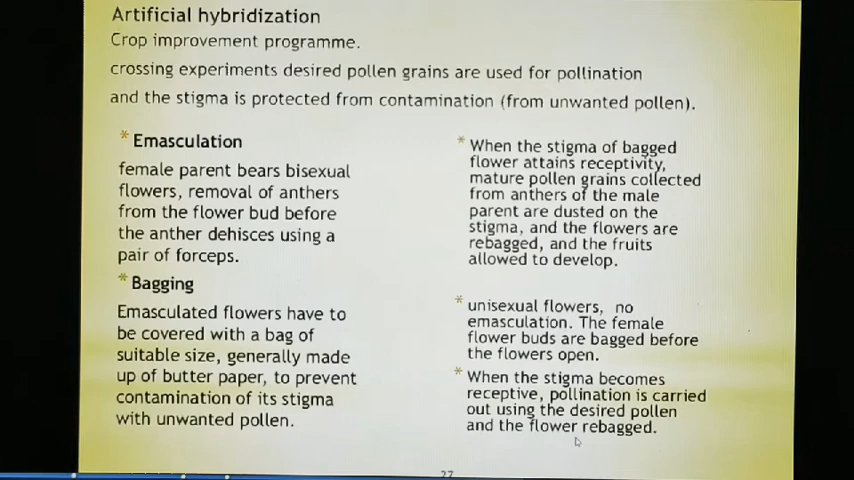 Artificial hybridization
Crop improvement programme.
crossing experiments desired pollen grains are used for pollination
and the stigma is protected from contamination (from unwanted pollen).
* Emasculation
female parent bears bisexual
flowers, removal of anthers
from the flower bud before
the anther dehisces using a
pair of forceps.
* Bagging
Emasculated flowers have to
be covered with a bag of
suitable size, generally made
up of butter paper, to prevent
contamination of its stigma
with unwanted pollen.
* When the stigma of bagged
flower attains receptivity,
mature pollen grains collected
from anthers of the male
parent are dusted on the
stigma, and the flowers are
rebagged, and the fruits
allowed to develop.
* unisexual flowers, no
emasculation. The female
flower buds are bagged before
the flowers open.
* When the stigma becomes
receptive, pollination is carried
out using the desired pollen
and the flower rebagged.
27